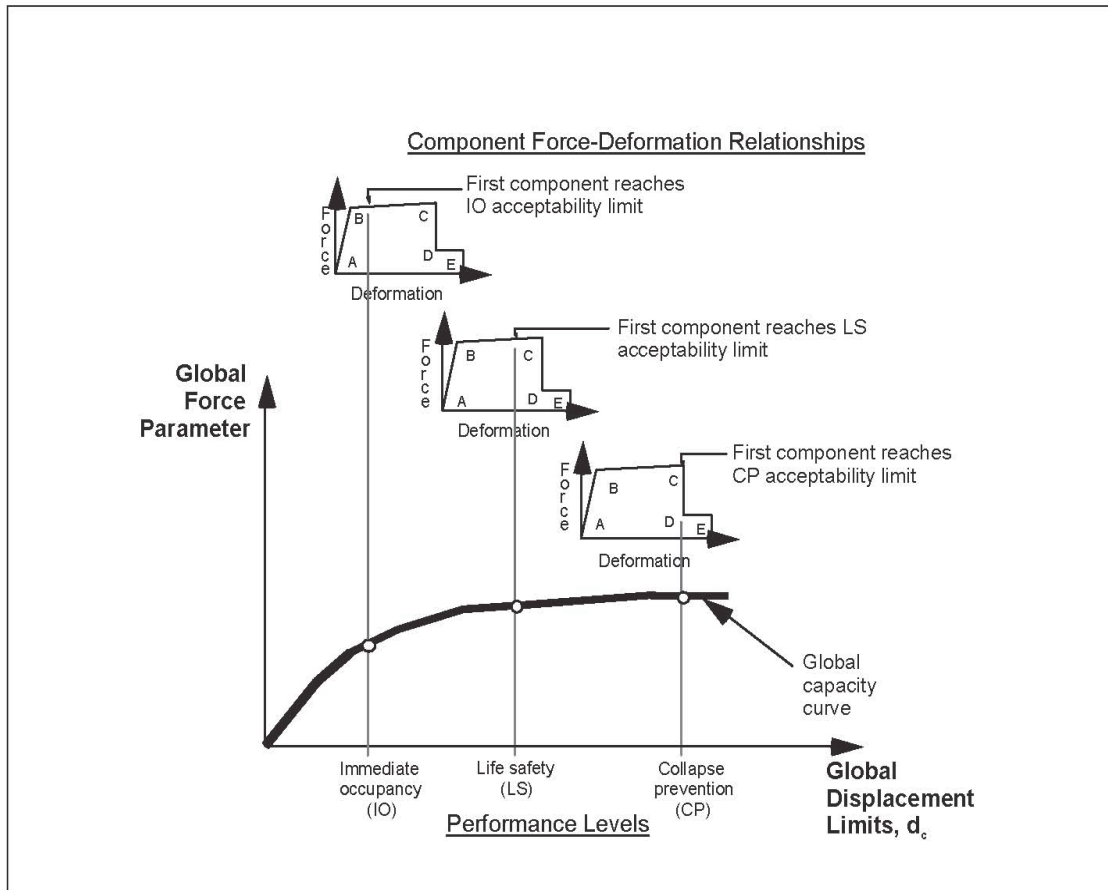 Component Force-Deformation Relationships
First component reaches
IO acceptability limit
Force
B
C
A
D
E
Deformation
First component reaches LS
acceptability limit
Force
B
C
A
D
E
Deformation
First component reaches
CP acceptability limit
Force
B
C
A
D
E
Deformation
Global
Force
Parameter
Global
capacity
curve
Immediate
occupancy
(IO)
Life safety
(LS)
Collapse
prevention
(CP)
Performance Levels
Global
Displacement
Limits, dc